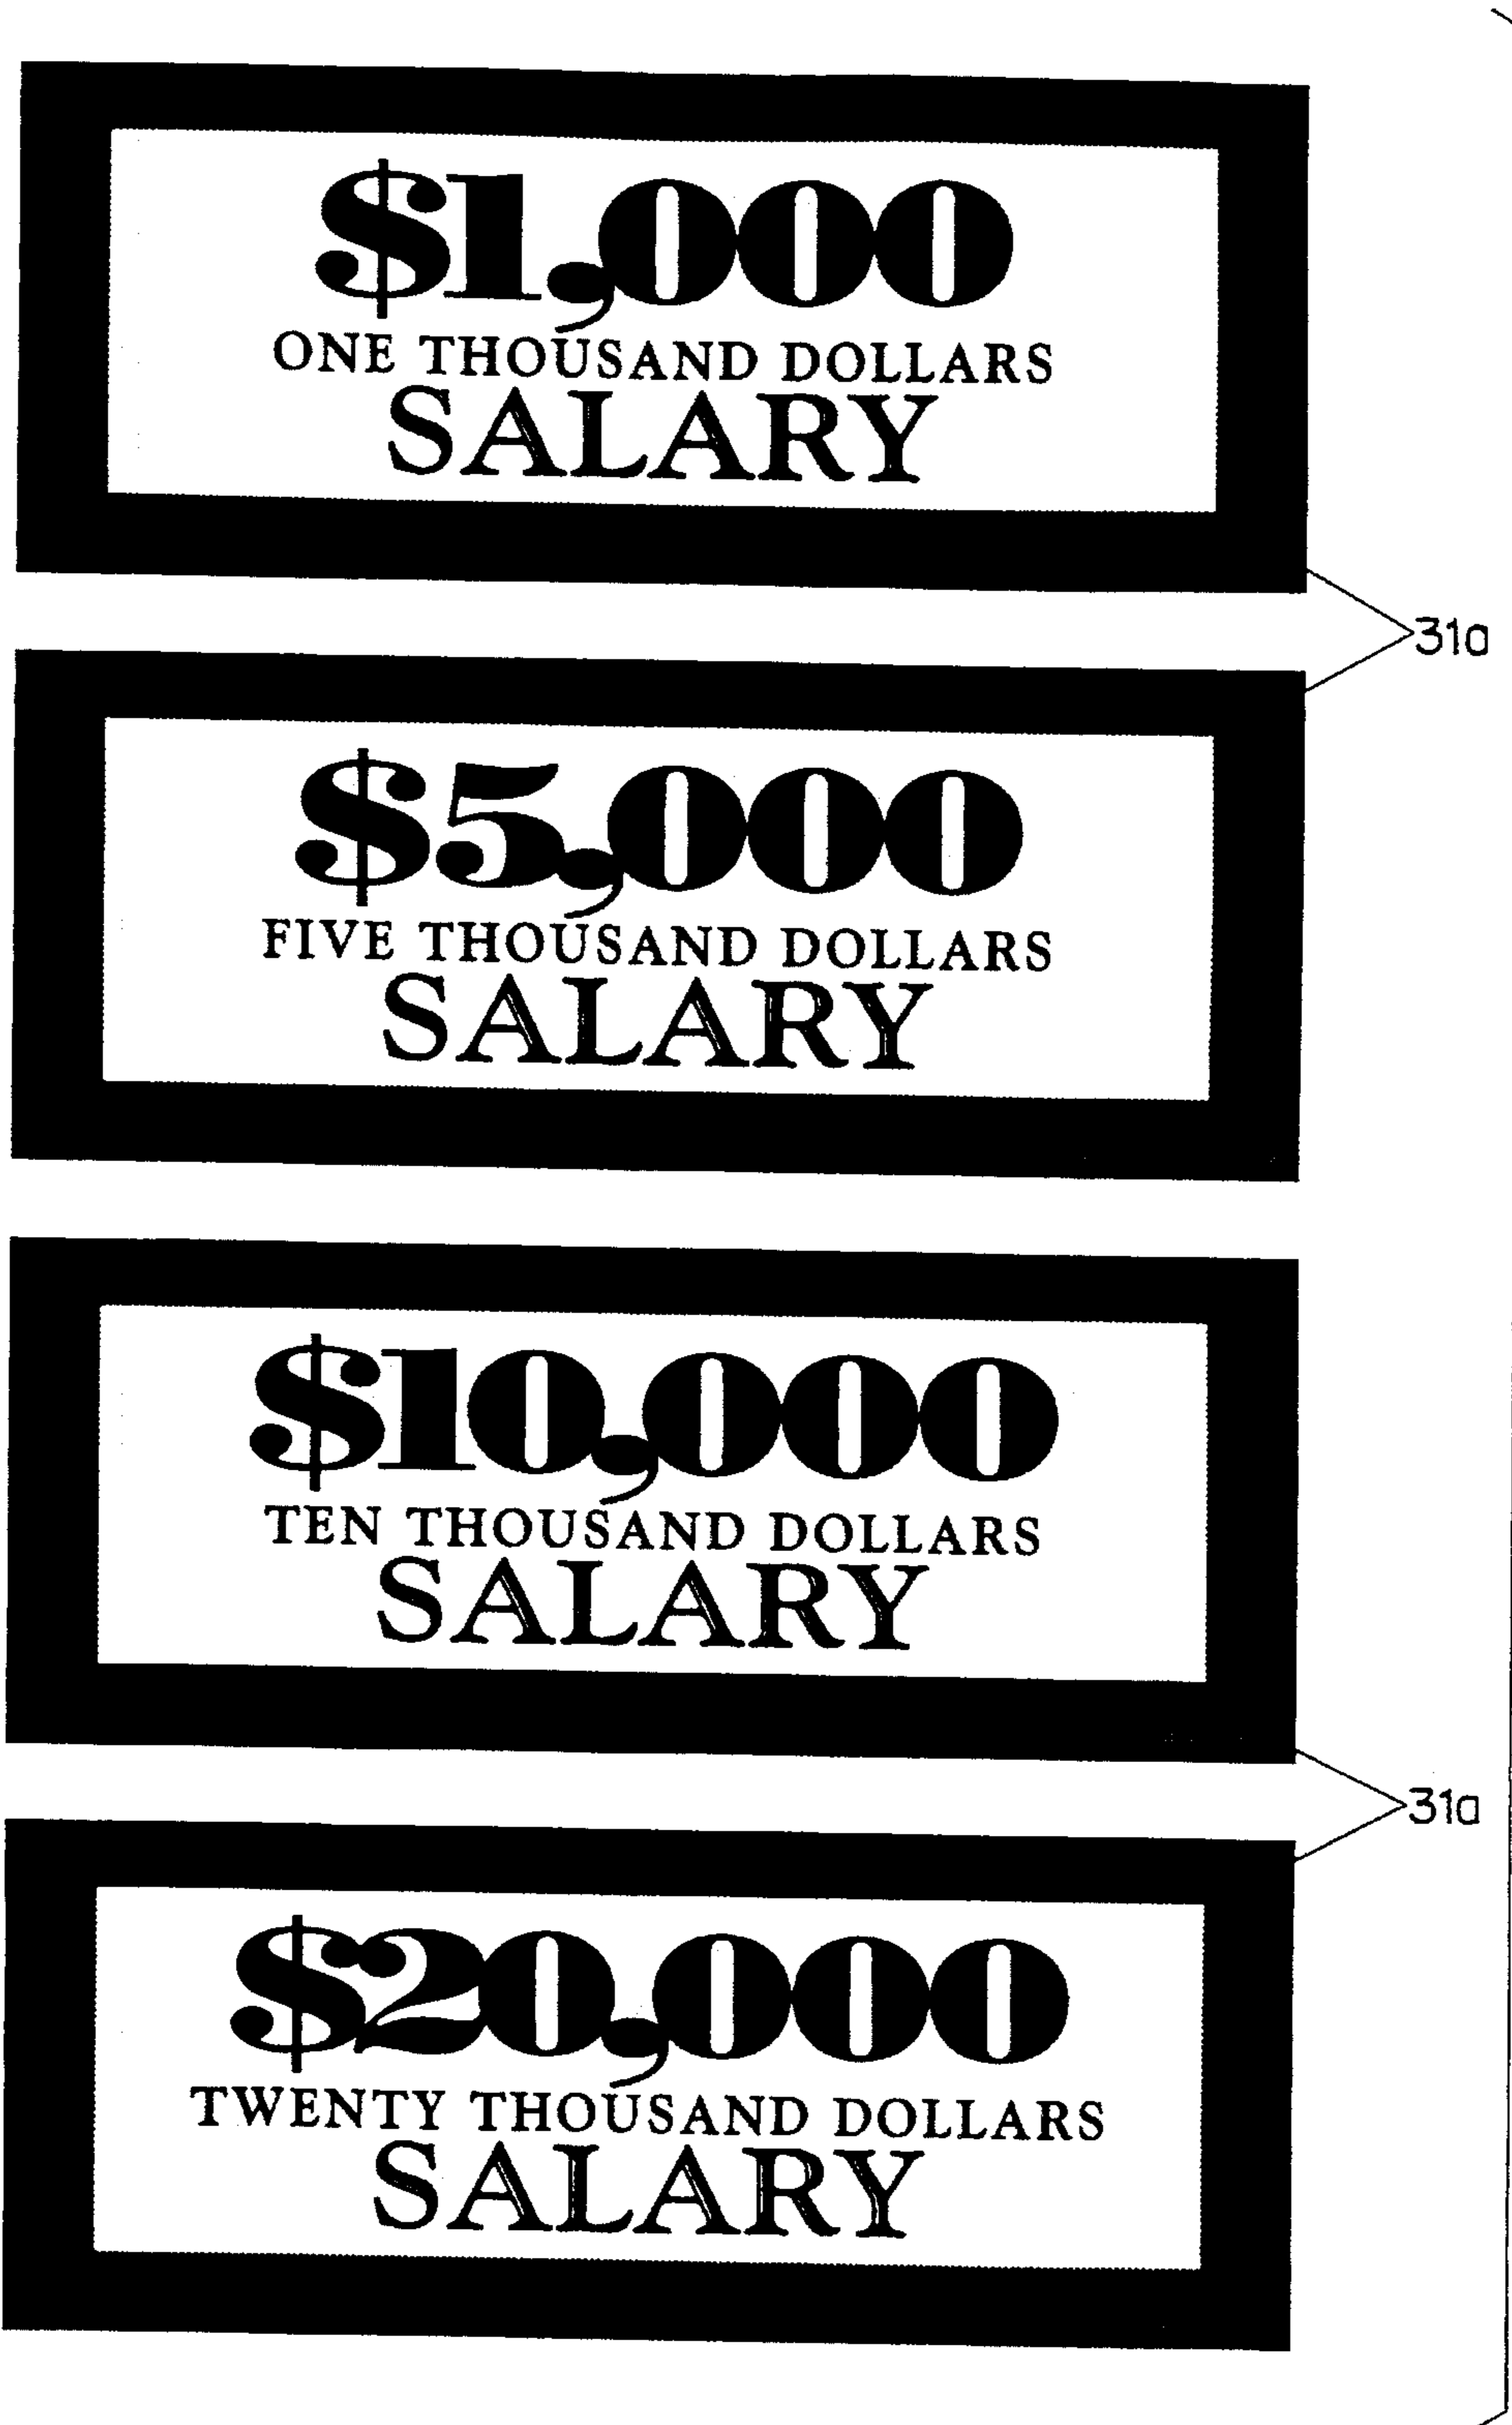 $1,000
ONE THOUSAND DOLLARS
SALARY
31a
$5,000
FIVE THOUSAND DOLLARS
SALARY
$10,000
TEN THOUSAND DOLLARS
SALARY
31a
$20,000
TWENTY THOUSAND DOLLARS
SALARY